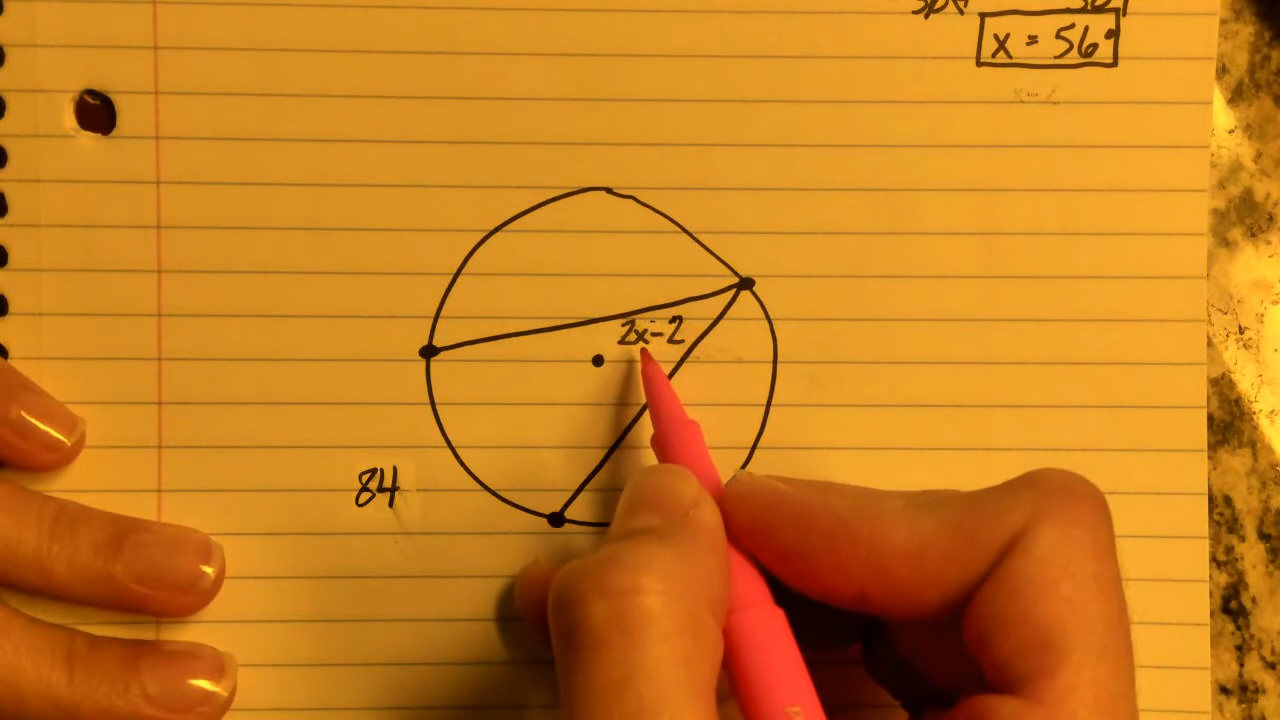 x = 56°
2x-2
84